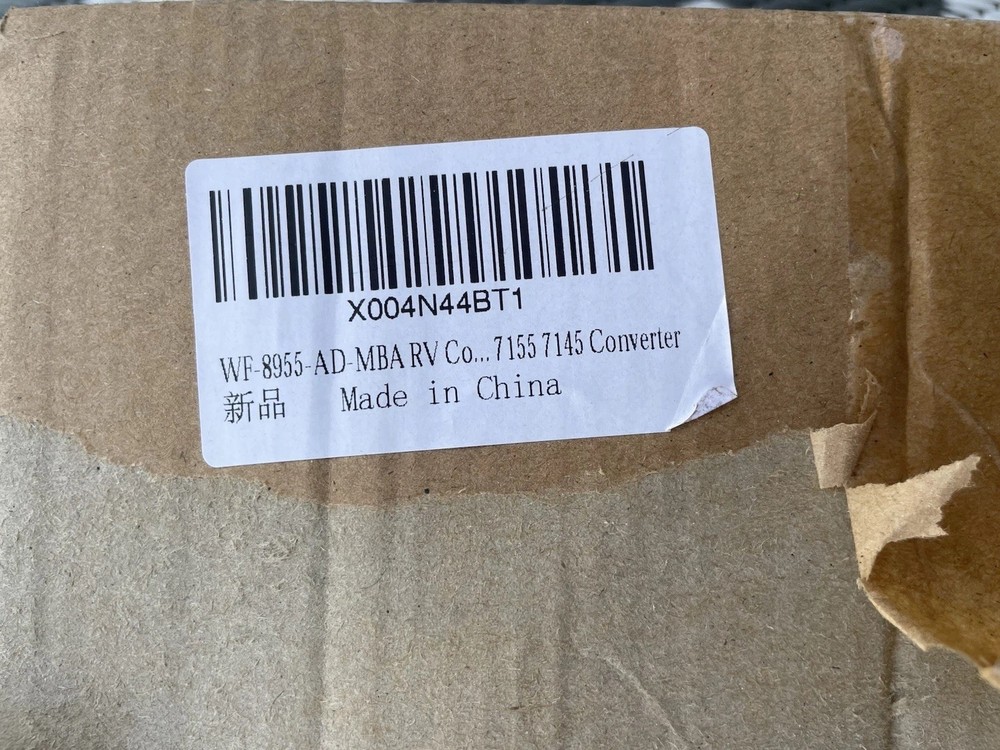 X004N44BT1
WF-8955-AD-MBA RV Co... 7155 7145 Converter
新品 Made in China